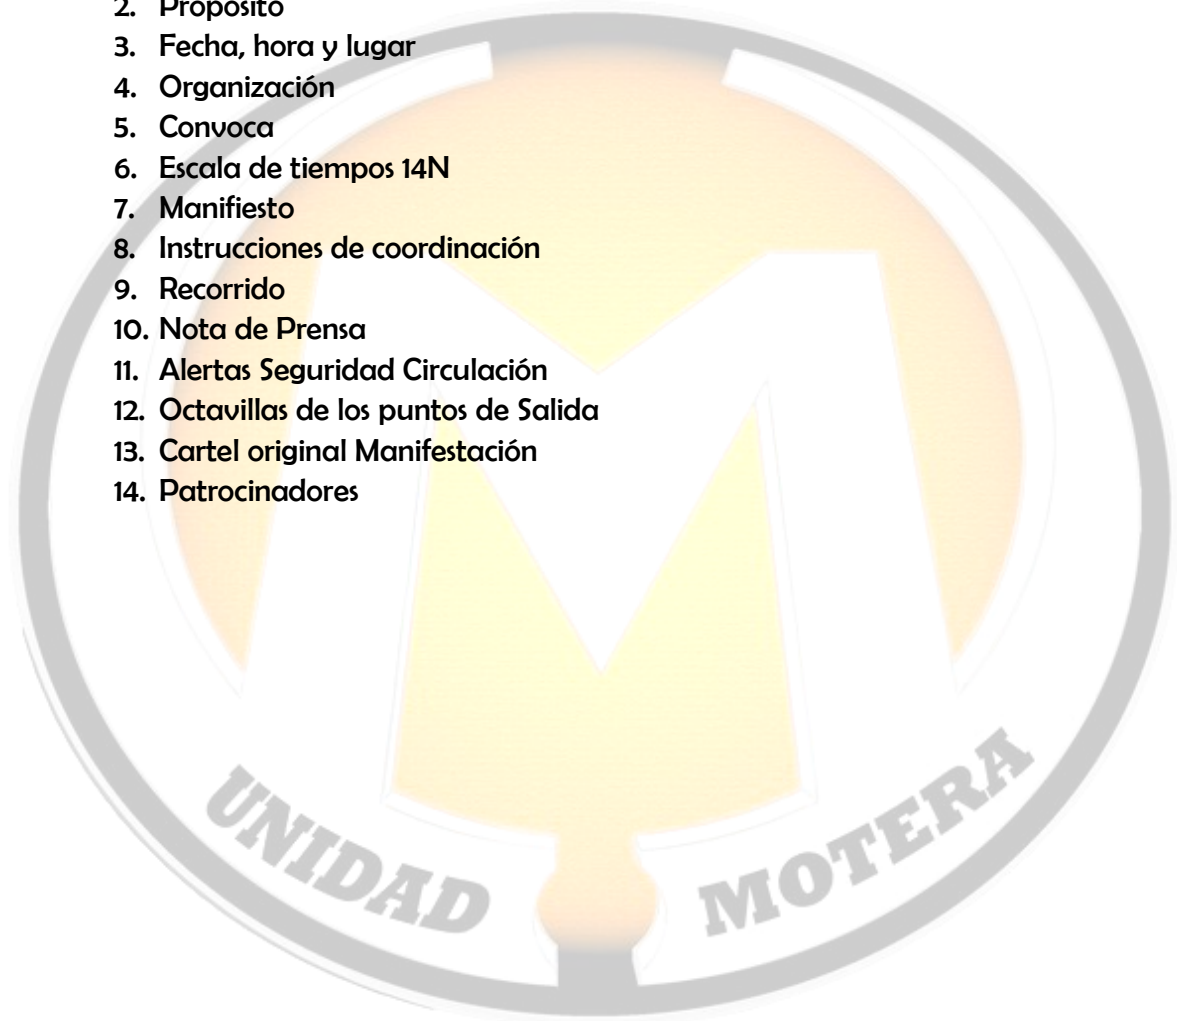 2. Propósito
3. Fecha, hora y lugar
4. Organización
5. Convoca
6. Escala de tiempos 14N
7. Manifiesto
8. Instrucciones de coordinación
9. Recorrido
10. Nota de Prensa
11. Alertas Seguridad Circulación
12. Octavillas de los puntos de Salida
13. Cartel original Manifestación
14. Patrocinadores
UNIDAD MOTERA